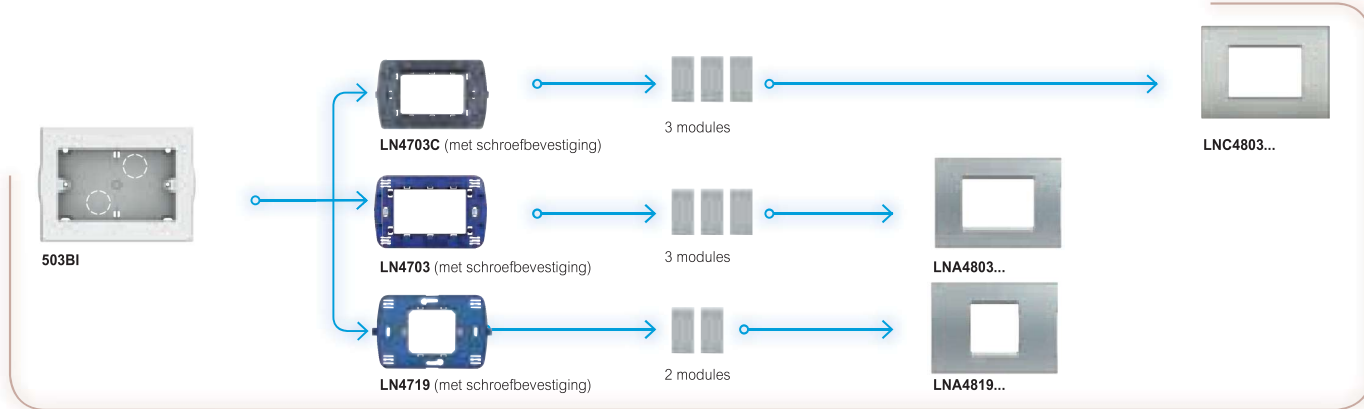 LN4703C (met schroefbevestiging)
3 modules
LNC4803...
503BI
LN4703 (met schroefbevestiging)
3 modules
LNA4803...
LN4719 (met schroefbevestiging)
2 modules
LNA4819...